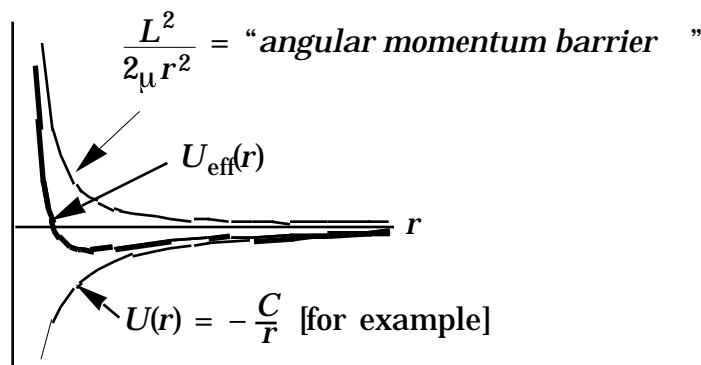 L²/2μr² = “angular momentum barrier ”
U_eff(r)
r
U(r) = − C/r [for example]